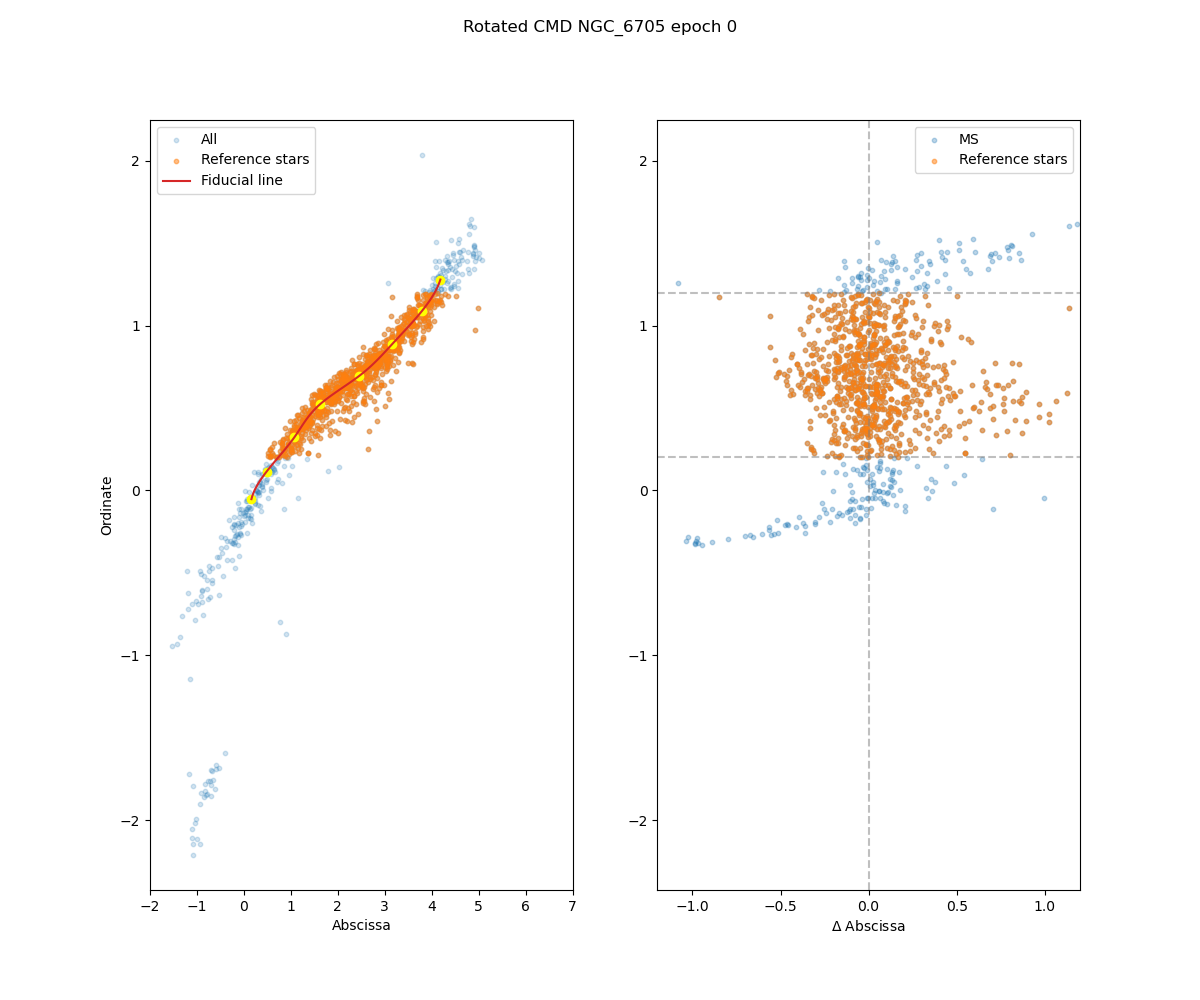 Rotated CMD NGC_6705 epoch 0
All
Reference stars
Fiducial line
2
1
0
−1
−2
Ordinate
−2 −1 0 1 2 3 4 5 6 7
Abscissa
MS
Reference stars
2
1
0
−1
−2
−1.0 −0.5 0.0 0.5 1.0
Δ Abscissa